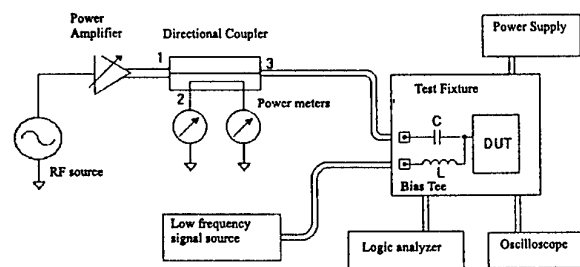 Power
Amplifier
Directional Coupler
Power Supply
1
3
2
Power meters
Test Fixture
C
DUT
L
Bias Tee
RF source
Low frequency
signal source
Logic analyzer
Oscilloscope